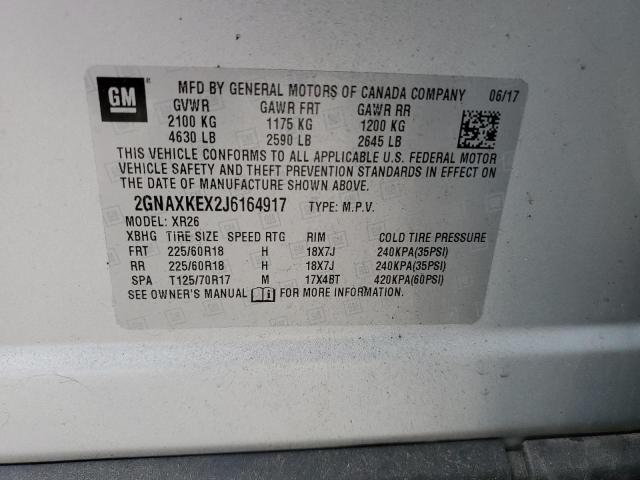 GM
MFD BY GENERAL MOTORS OF CANADA COMPANY 06/17
GVWR GAWR FRT GAWR RR
2100 KG 1175 KG 1200 KG
4630 LB 2590 LB 2645 LB
THIS VEHICLE CONFORMS TO ALL APPLICABLE U.S. FEDERAL MOTOR
VEHICLE SAFETY AND THEFT PREVENTION STANDARDS IN EFFECT ON
THE DATE OF MANUFACTURE SHOWN ABOVE.
2GNAXKEX2J6164917 TYPE: M.P.V.
MODEL: XR26
XBHG TIRE SIZE SPEED RTG RIM COLD TIRE PRESSURE
FRT 225/60R18 H 18X7J 240KPA(35PSI)
RR 225/60R18 H 18X7J 240KPA(35PSI)
SPA T125/70R17 M 17X4BT 420KPA(60PSI)
SEE OWNER'S MANUAL FOR MORE INFORMATION.